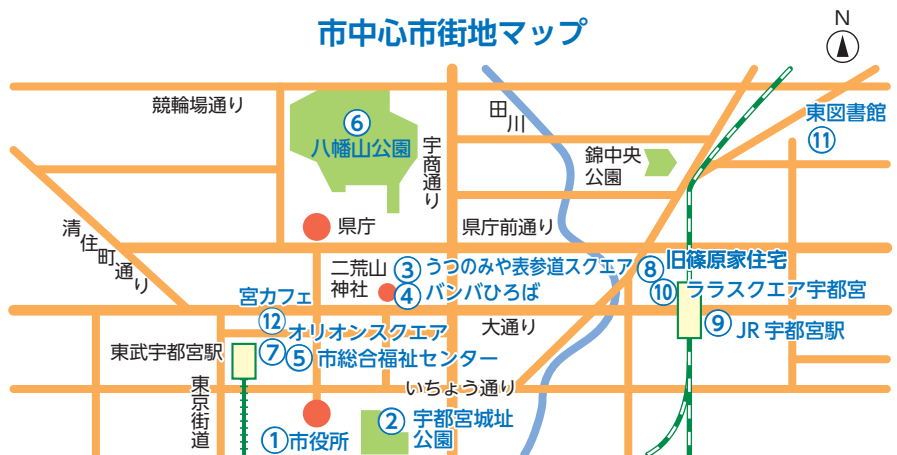 市中心市街地マップ
N
競輪場通り
⑥
八幡山公園
宇商通り
田川
錦中央
公園
東図書館
⑪
清住町通り
県庁
県庁前通り
二荒山
神社
③ うつのみや表参道スクエア
④ バンバひろば
⑧ 旧篠原家住宅
⑩ ララスクエア宇都宮
宮カフェ
⑫
オリオンスクエア
大通り
⑨ JR宇都宮駅
東武宇都宮駅
⑦
⑤ 市総合福祉センター
東京街道
いちょう通り
① 市役所
② 宇都宮城址
公園